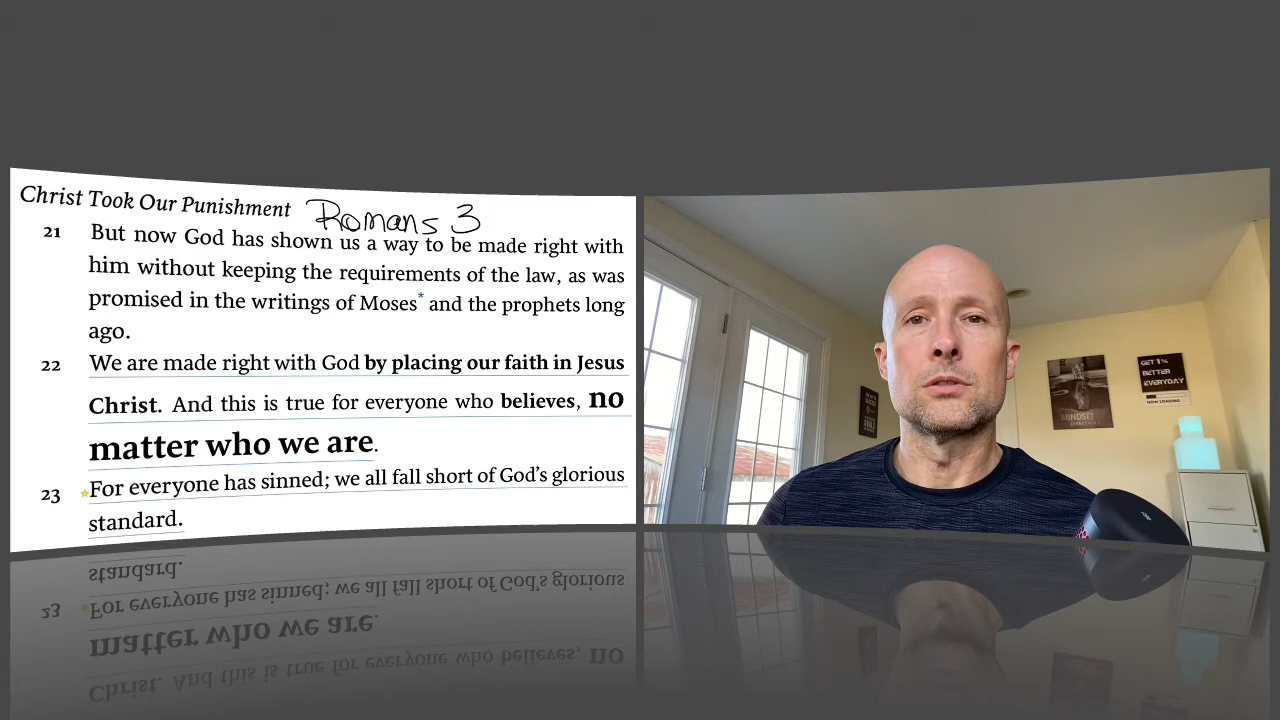 Christ Took Our Punishment Romans 3
21 But now God has shown us a way to be made right with
him without keeping the requirements of the law, as was
promised in the writings of Moses* and the prophets long
ago.
22 We are made right with God by placing our faith in Jesus
Christ. And this is true for everyone who believes, no
matter who we are.
23 For everyone has sinned; we all fall short of God's glorious
standard.
MINDSET
GET 1%
BETTER
EVERYDAY
NOW LOADING